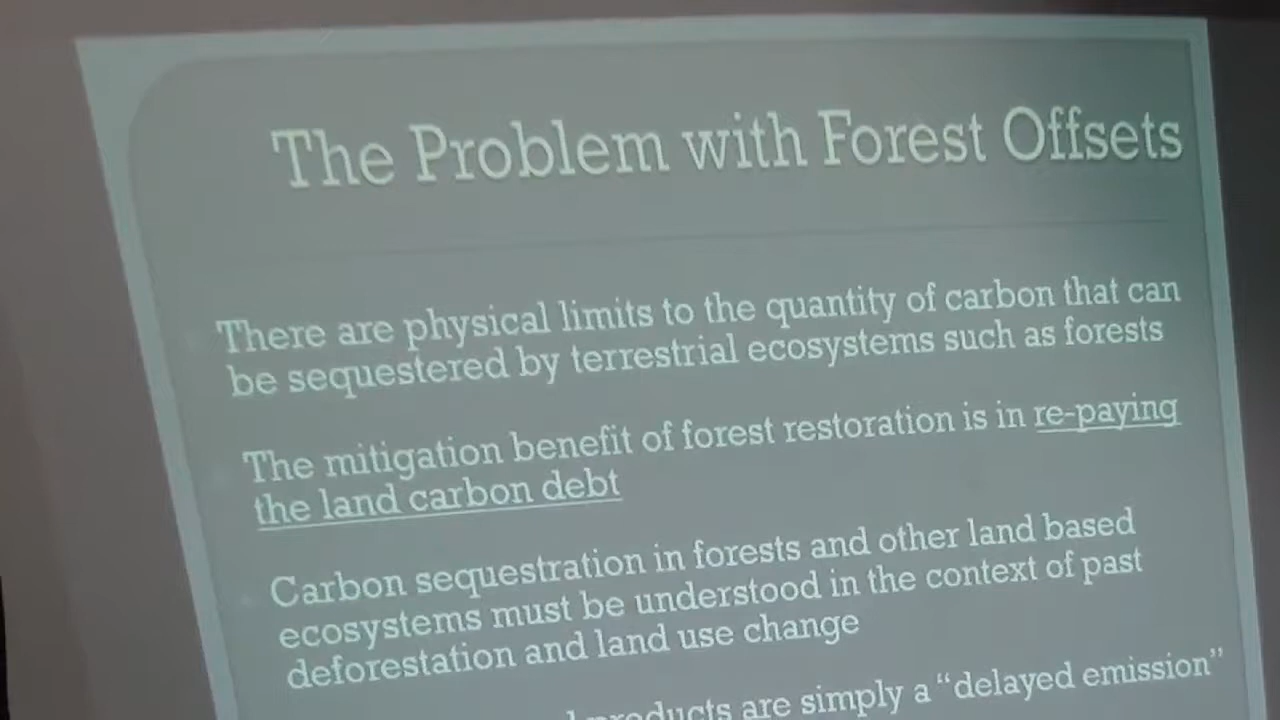 The Problem with Forest Offsets
There are physical limits to the quantity of carbon that can
be sequestered by terrestrial ecosystems such as forests
The mitigation benefit of forest restoration is in re-paying
the land carbon debt
Carbon sequestration in forests and other land based
ecosystems must be understood in the context of past
deforestation and land use change
products are simply a “delayed emission”